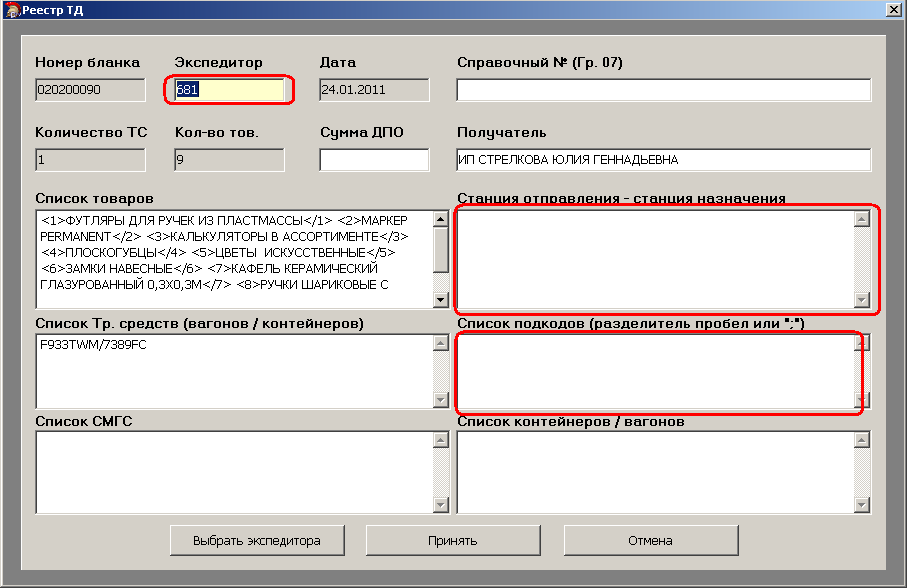 Реестр ТД
Номер бланка Экспедитор Дата Справочный № (Гр. 07)
020200090 681 24.01.2011
Количество ТС Кол-во тов. Сумма ДПО Получатель
1 9 ИП СТРЕЛКОВА ЮЛИЯ ГЕННАДЬЕВНА
Список товаров Станция отправления - станция назначения
<1>ФУТЛЯРЫ ДЛЯ РУЧЕК ИЗ ПЛАСТМАССЫ</1> <2>МАРКЕР
PERMANENT</2> <3>КАЛЬКУЛЯТОРЫ В АССОРТИМЕНТЕ</3>
<4>ПЛОСКОГУБЦЫ</4> <5>ЦВЕТЫ ИСКУССТВЕННЫЕ</5>
<6>ЗАМКИ НАВЕСНЫЕ</6> <7>КАФЕЛЬ КЕРАМИЧЕСКИЙ
ГЛАЗУРОВАННЫЙ 0,3X0,3М</7> <8>РУЧКИ ШАРИКОВЫЕ С
Список Тр. средств (вагонов / контейнеров) Список подкодов (разделитель пробел или ";")
F933TWM/7389FC
Список СМГС Список контейнеров / вагонов
Выбрать экспедитора Принять Отмена